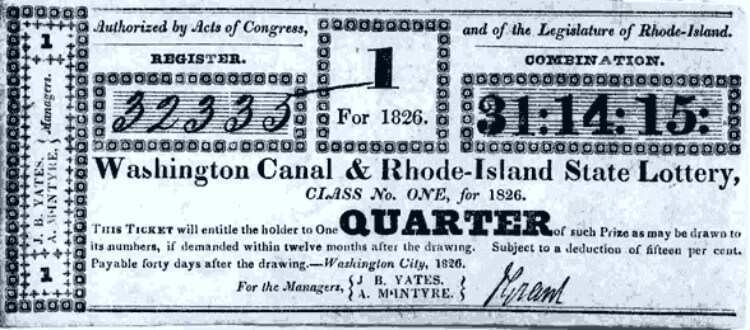 1
J. B. YATES.
A. M'INTYRE,
Managers.
1
Authorized by Acts of Congress,
REGISTER.
32335
1
For 1826.
and of the Legislature of Rhode-Island.
COMBINATION.
31:14:15:
Washington Canal & Rhode-Island State Lottery,
CLASS No. ONE, for 1826.
THIS TICKET will entitle the holder to One QUARTER of such Prize as may be drawn to
its numbers, if demanded within twelve months after the drawing. Subject to a deduction of fifteen per cent.
Payable forty days after the drawing.—Washington City, 1826.
For the Managers, { J. B. YATES. }
{ A. M'INTYRE. }
J Grant